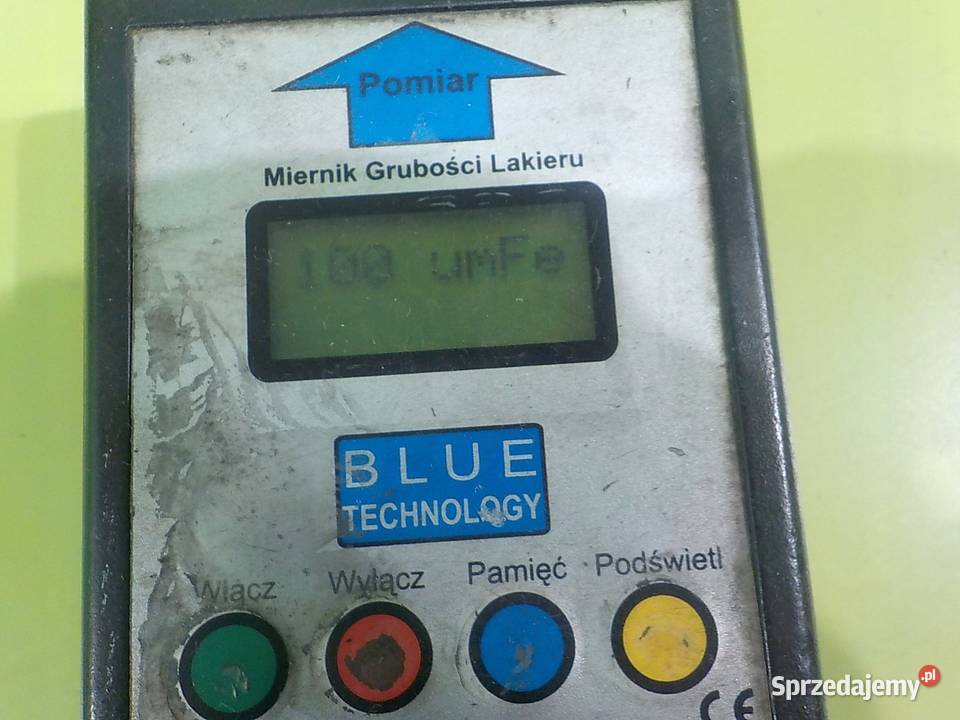 Pomiar
Miernik Grubości Lakieru
100 umFe
BLUE
TECHNOLOGY
Włącz Wyłącz Pamięć Podświetl
CE
Sprzedajemy.pl